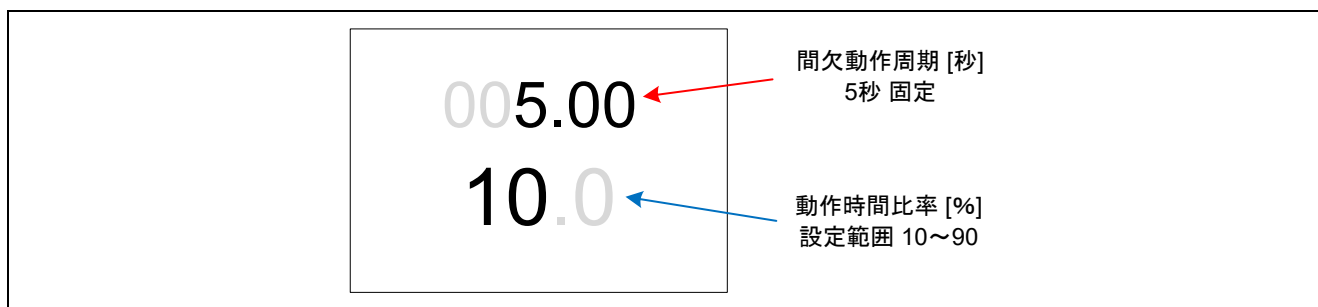 005.00
10.0
間欠動作周期 [秒]
5秒 固定
動作時間比率 [%]
設定範囲 10～90